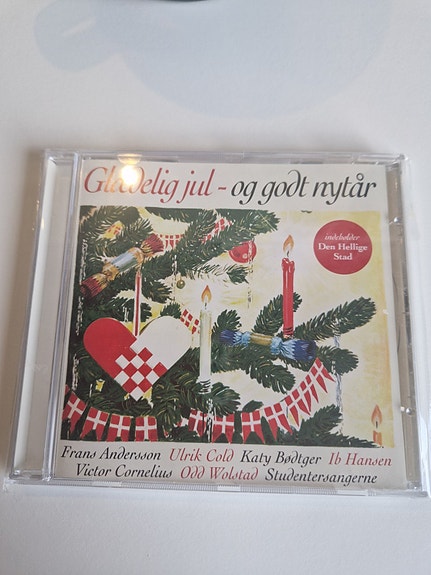 Glædelig jul - og godt nytår
indeholder
Den Hellige
Stad
Frans Andersson Ulrik Cold Katy Bødtger Ib Hansen
Victor Cornelius Odd Wolstad Studentersangerne